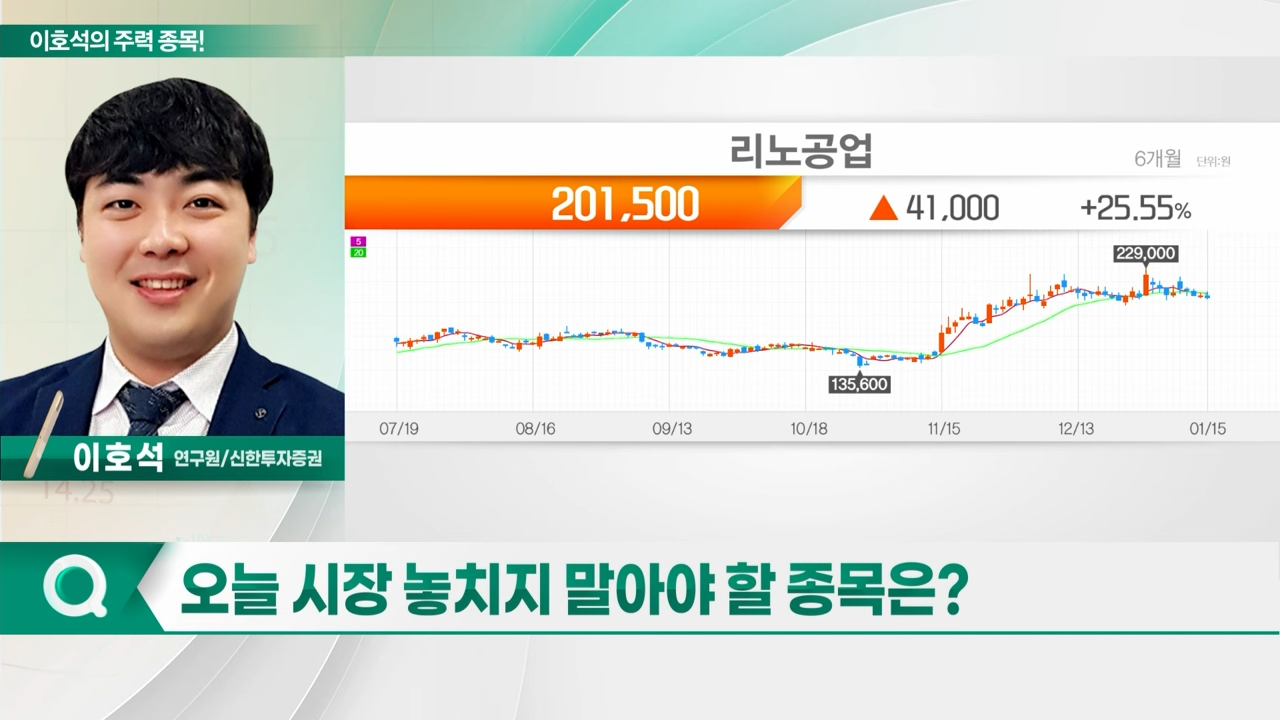 이호석의 주력 종목!
리노공업
6개월 단위:원
201,500 ▲ 41,000 +25.55%
5
20
229,000
135,600
07/19 08/16 09/13 10/18 11/15 12/13 01/15
이호석 연구원/신한투자증권
14.25
오늘 시장 놓치지 말아야 할 종목은?